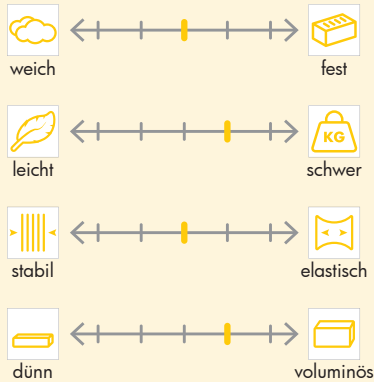 weich
fest
KG
leicht
schwer
stabil
elastisch
dünn
voluminös